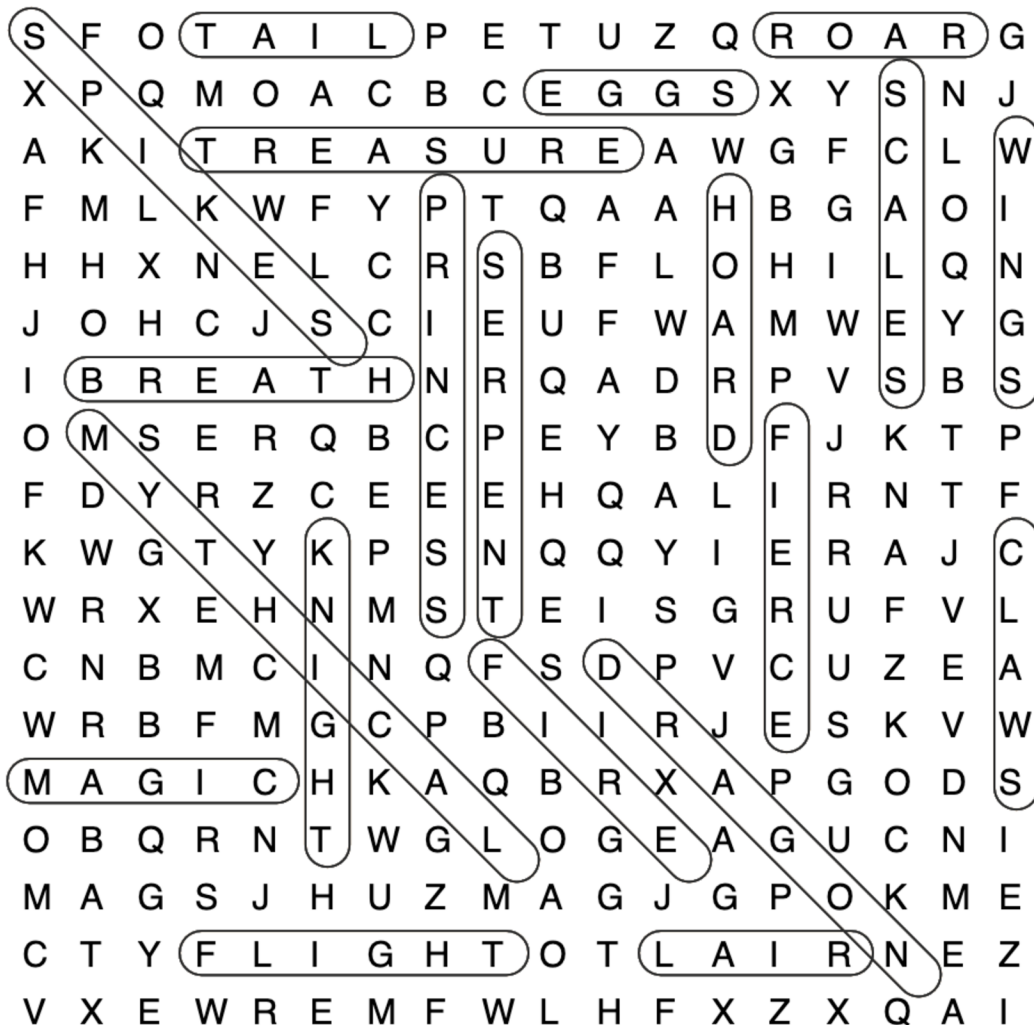 S F O T A I L P E T U Z Q R O A R G
X P Q M O A C B C E G G S X Y S N J
A K I T R E A S U R E A W G F C L W
F M L K W F Y P T Q A A H B G A O I
H H X N E L C R S B F L O H I L Q N
J O H C J S C I E U F W A M W E Y G
I B R E A T H N R Q A D R P V S B S
O M S E R Q B C P E Y B D F J K T P
F D Y R Z C E E E H Q A L I R N T F
K W G T Y K P S N Q Q Y I E R A J C
W R X E H N M S T E I S G R U F V L
C N B M C I N Q F S D P V C U Z E A
W R B F M G C P B I I R J E S K V W
M A G I C H K A Q B R X A P G O D S
O B Q R N T W G L O G E A G U C N I
M A G S J H U Z M A G J G P O K M E
C T Y F L I G H T O T L A I R N E Z
V X E W R E M F W L H F X Z X Q A I